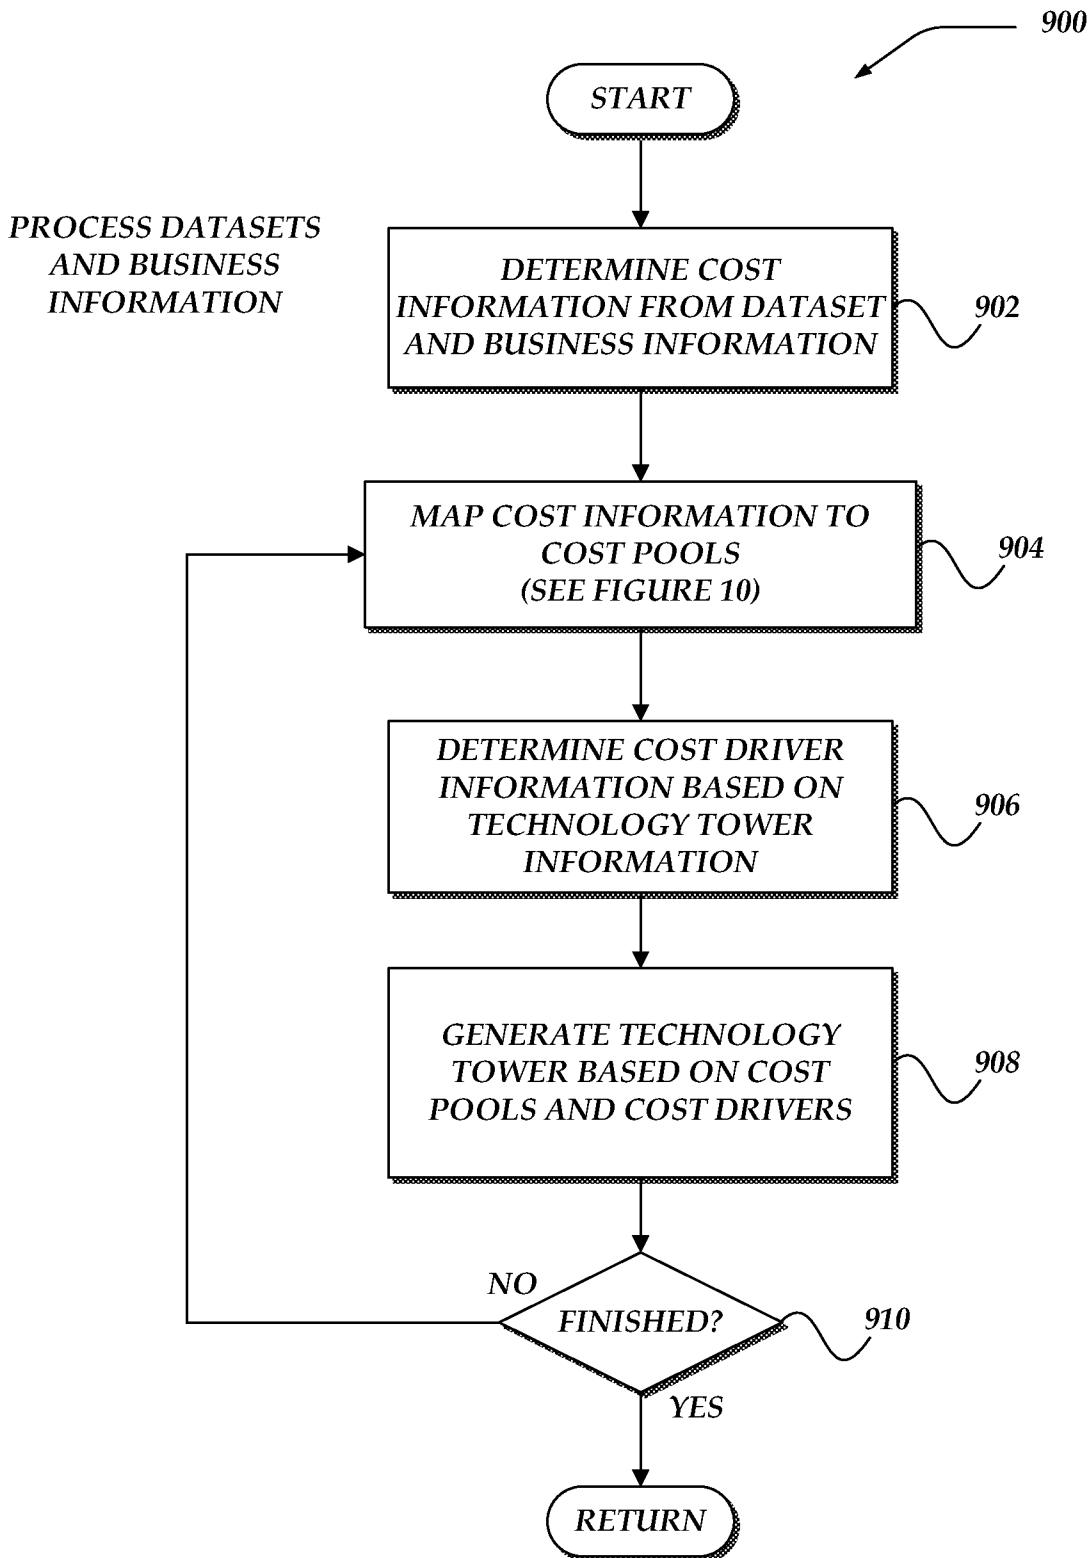 900
START
PROCESS DATASETS
AND BUSINESS
INFORMATION
DETERMINE COST
INFORMATION FROM DATASET
AND BUSINESS INFORMATION
902
MAP COST INFORMATION TO
COST POOLS
(SEE FIGURE 10)
904
DETERMINE COST DRIVER
INFORMATION BASED ON
TECHNOLOGY TOWER
INFORMATION
906
GENERATE TECHNOLOGY
TOWER BASED ON COST
POOLS AND COST DRIVERS
908
NO
FINISHED?
910
YES
RETURN